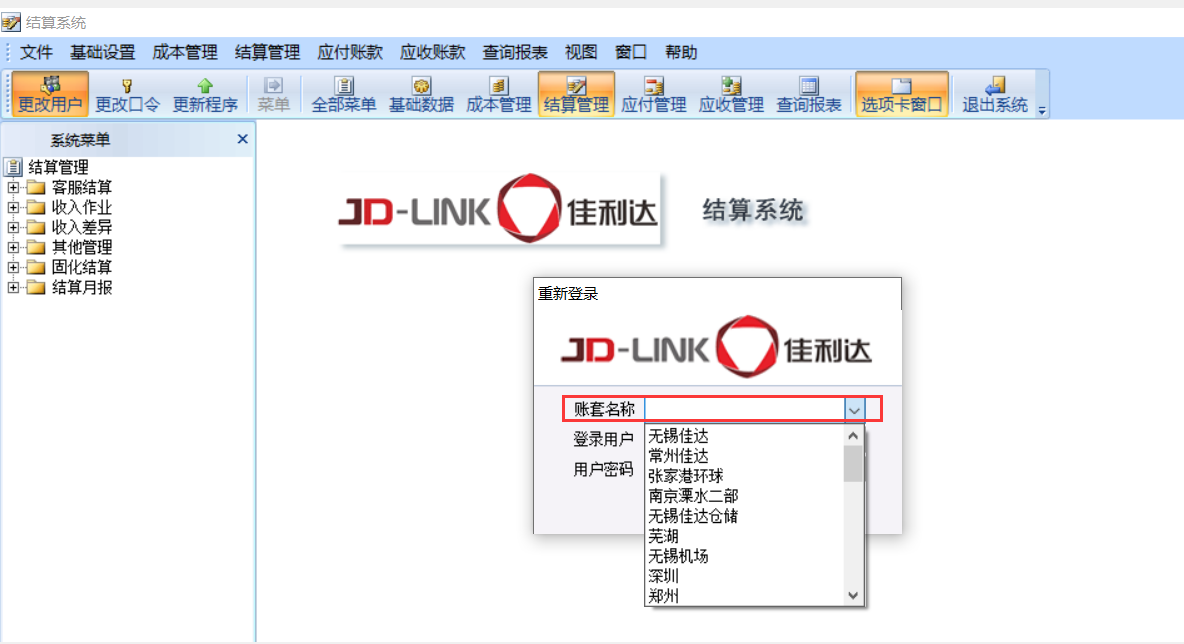 结算系统
文件 基础设置 成本管理 结算管理 应付账款 应收账款 查询报表 视图 窗口 帮助
更改用户 更改口令 更新程序 菜单 全部菜单 基础数据 成本管理 结算管理 应付管理 应收管理 查询报表 选项卡窗口 退出系统
系统菜单
结算管理
客服结算
收入作业
收入差异
其他管理
固化结算
结算月报
JD-LINK 佳利达 结算系统
重新登录
JD-LINK 佳利达
账套名称
登录用户
用户密码
无锡佳达
常州佳达
张家港环球
南京溧水二部
无锡佳达仓储
芜湖
无锡机场
深圳
郑州